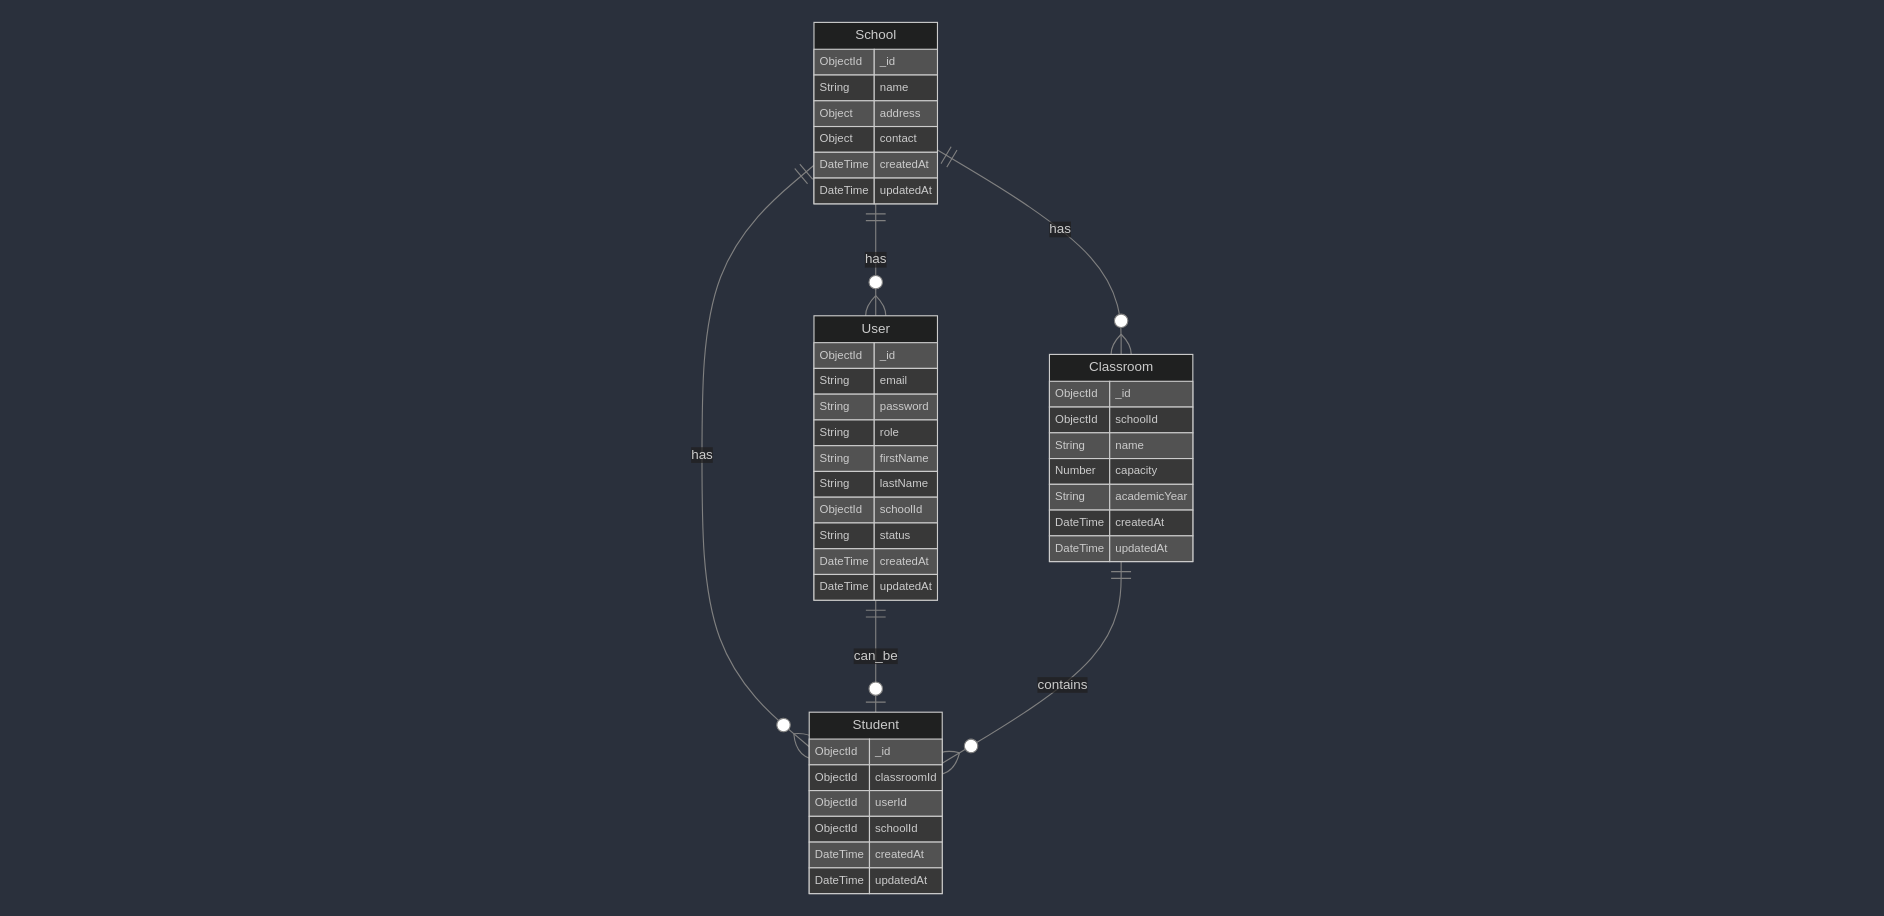 School
ObjectId _id
String name
Object address
Object contact
DateTime createdAt
DateTime updatedAt
has
has
has
User
ObjectId _id
String email
String password
String role
String firstName
String lastName
ObjectId schoolId
String status
DateTime createdAt
DateTime updatedAt
Classroom
ObjectId _id
ObjectId schoolId
String name
Number capacity
String academicYear
DateTime createdAt
DateTime updatedAt
can_be
contains
Student
ObjectId _id
ObjectId classroomId
ObjectId userId
ObjectId schoolId
DateTime createdAt
DateTime updatedAt